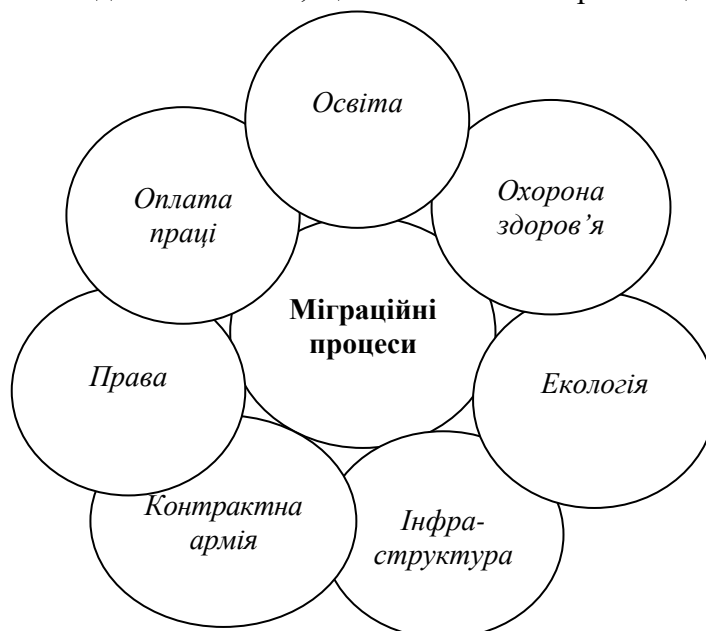 Освіта
Охорона
здоров’я
Оплата
праці
Міграційні
процеси
Права
Екологія
Контрактна
армія
Інфра-
структура